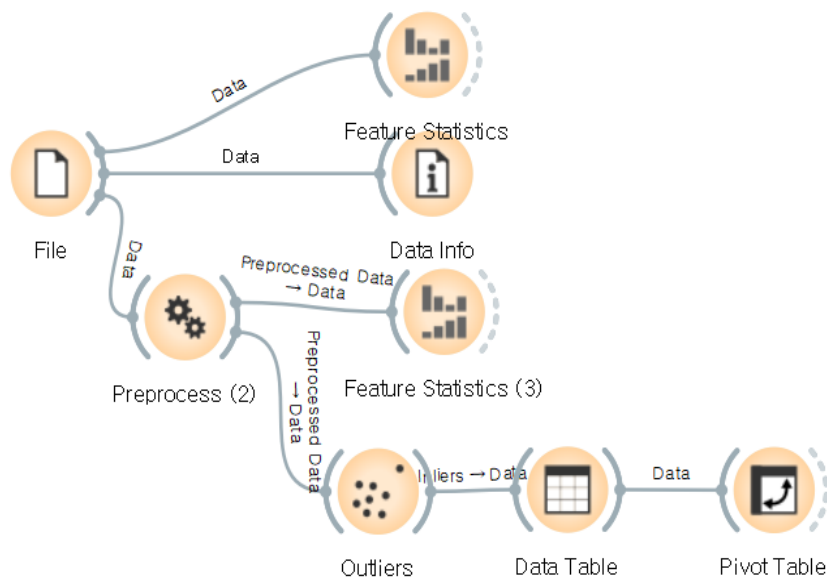 Data
Feature Statistics
Data
File
Data Info
Data
Preprocessed Data
→ Data
Preprocess (2)
Feature Statistics (3)
Preprocessed Data
→ Data
Inliers → Data
Data
Outliers
Data Table
Pivot Table